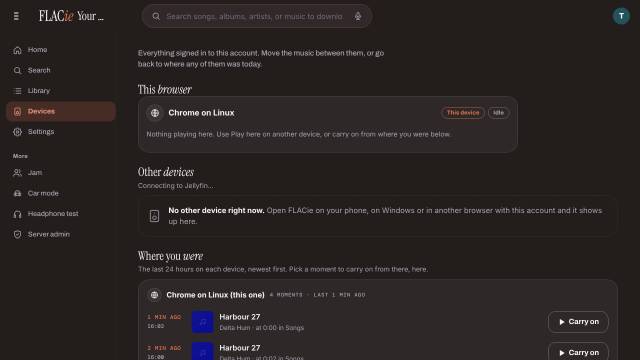 FLACie Your ...
Search songs, albums, artists, or music to downlo
T
Home
Search
Library
Devices
Settings
More
Jam
Car mode
Headphone test
Server admin
Everything signed in to this account. Move the music between them, or go
back to where any of them was today.
This browser
Chrome on Linux
This device
Idle
Nothing playing here. Use Play here on another device, or carry on from where you were below.
Other devices
Connecting to Jellyfin...
No other device right now. Open FLACie on your phone, on Windows or in another browser with this account and it shows
up here.
Where you were
The last 24 hours on each device, newest first. Pick a moment to carry on from there, here.
Chrome on Linux (this one) 4 MOMENTS · LAST 1 MIN AGO
1 MIN AGO
16:02
Harbour 27
Delta Hum · at 0:00 in Songs
Carry on
3 MIN AGO
16:00
Harbour 27
Delta Hum · at 0:02 in Songs
Carry on